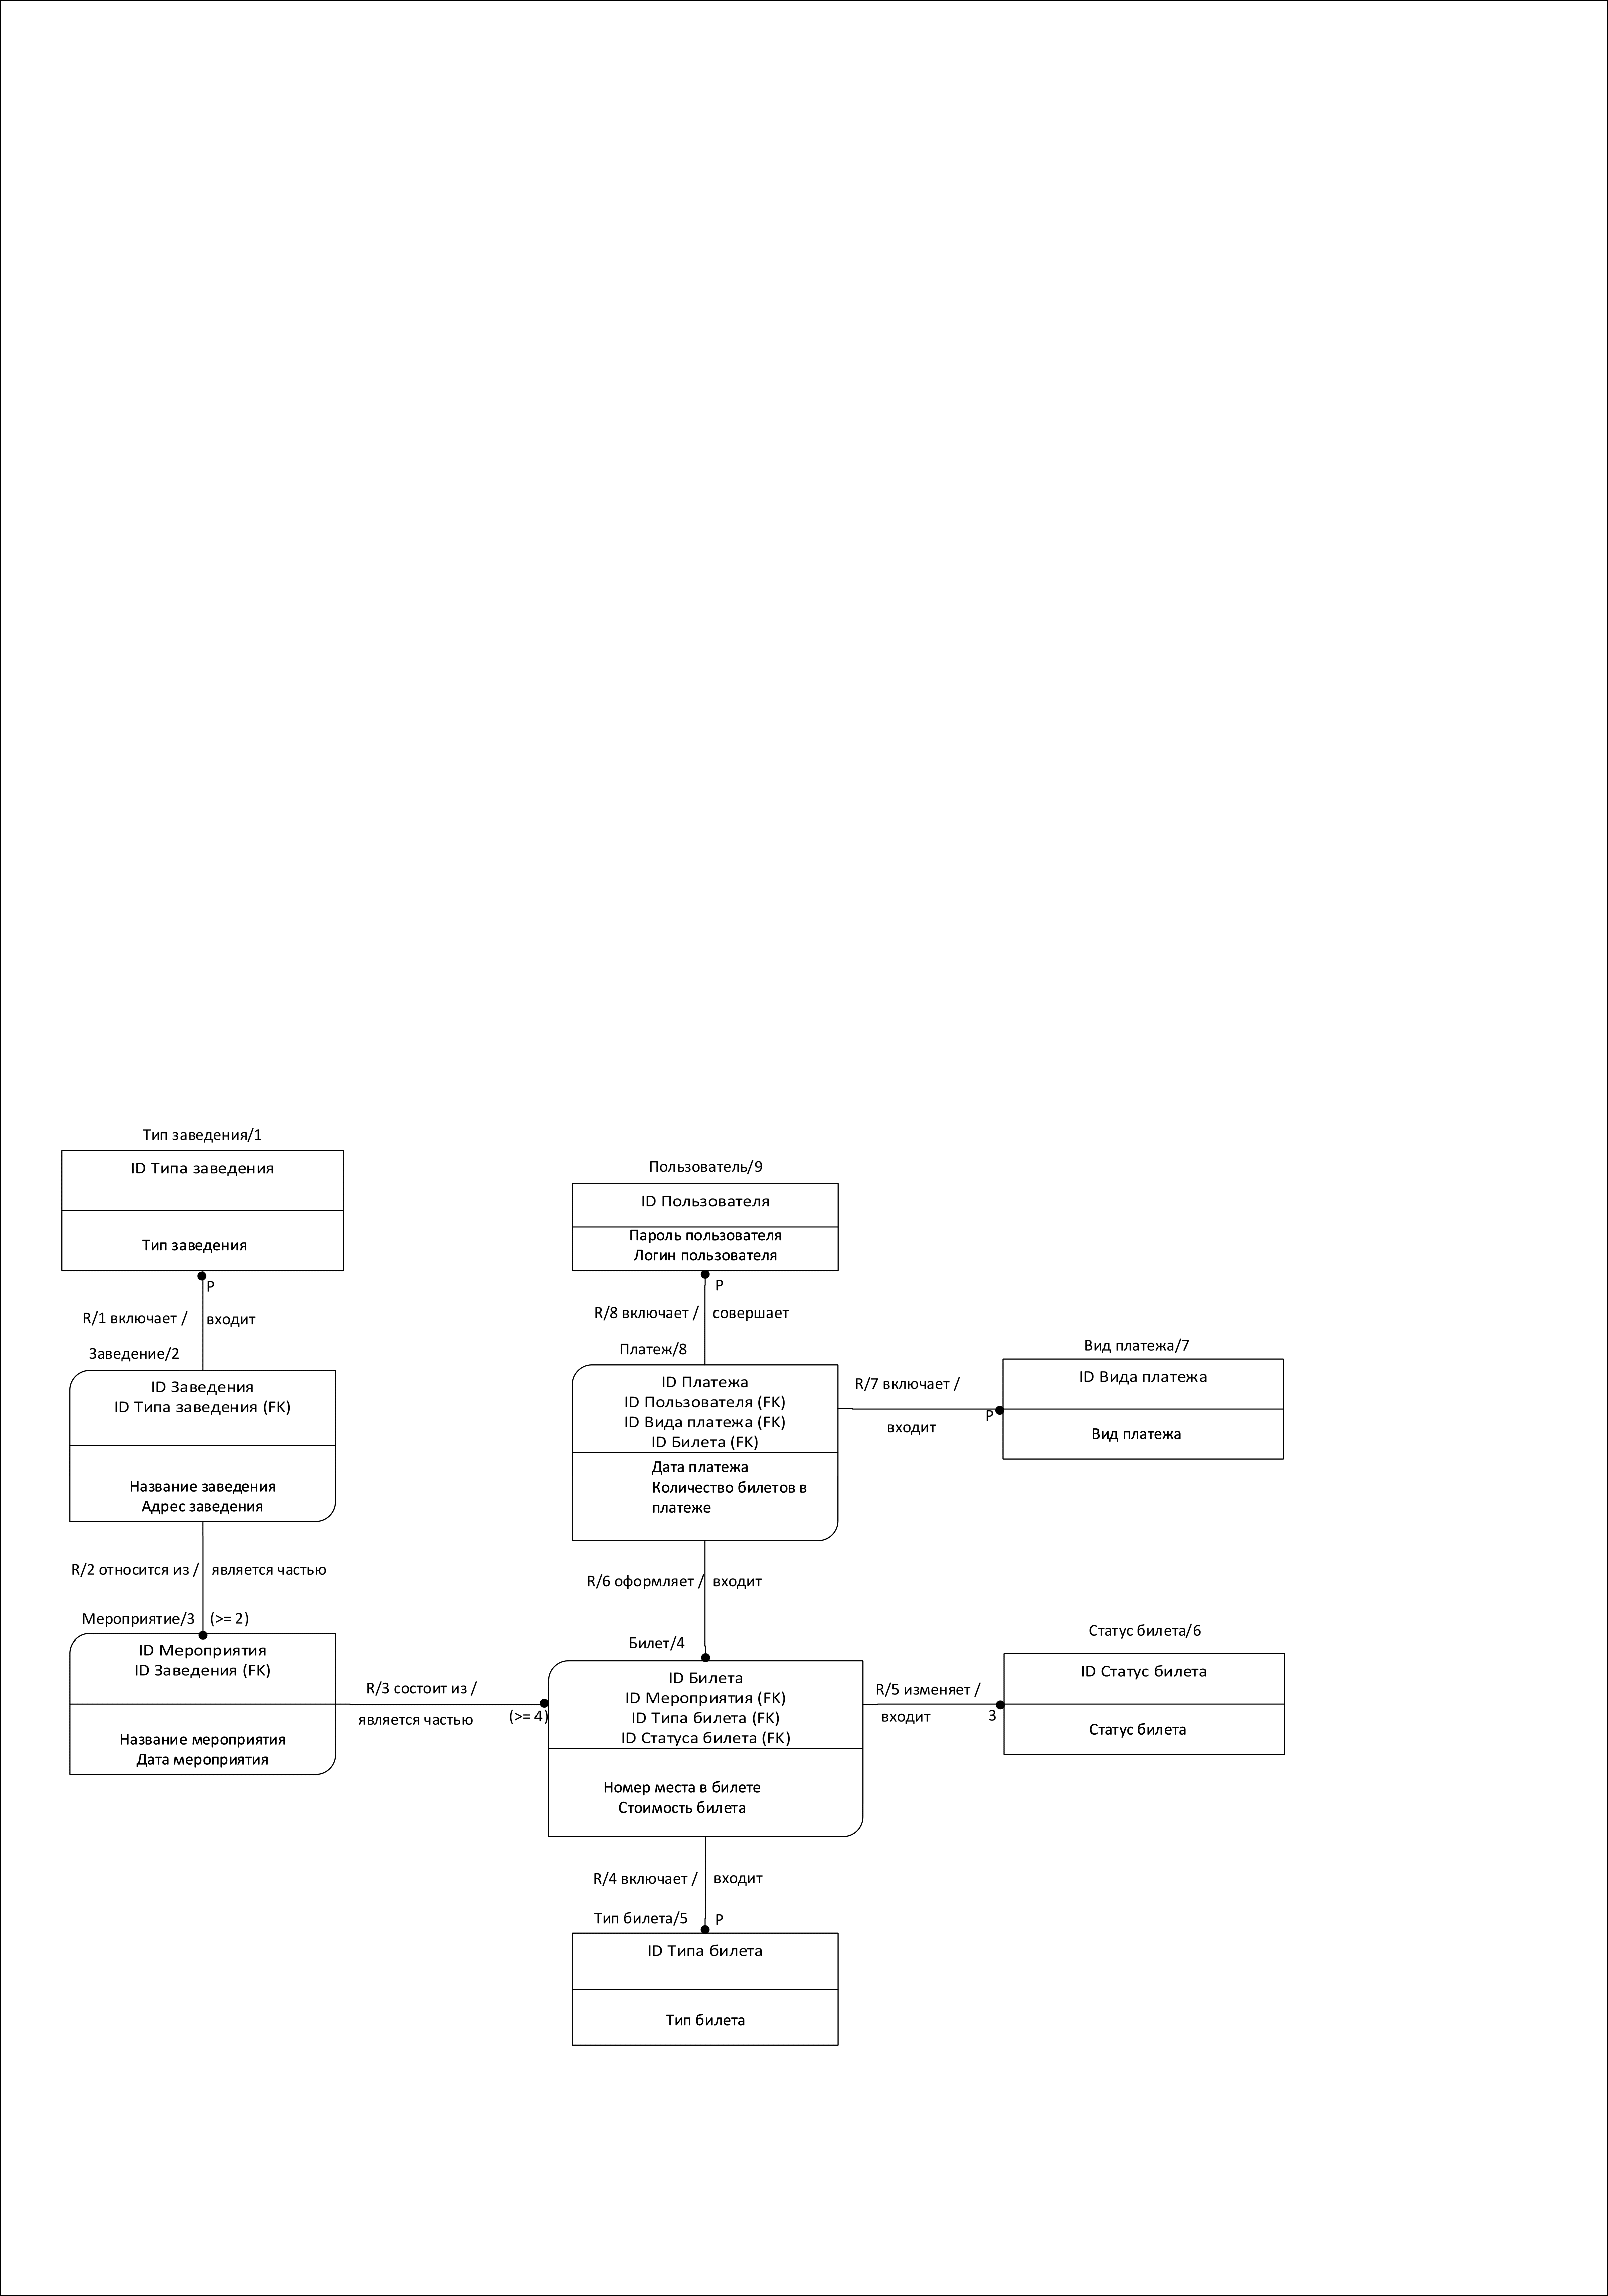 Тип заведения/1
ID Типа заведения
Тип заведения
P
R/1 включает /
входит
Заведение/2
ID Заведения
ID Типа заведения (FK)
Название заведения
Адрес заведения
R/2 относится из /
является частью
Мероприятие/3
(>= 2)
ID Мероприятия
ID Заведения (FK)
Название мероприятия
Дата мероприятия
R/3 состоит из /
является частью
(>= 4)
Пользователь/9
ID Пользователя
Пароль пользователя
Логин пользователя
P
R/8 включает /
совершает
Платеж/8
ID Платежа
ID Пользователя (FK)
ID Вида платежа (FK)
ID Билета (FK)
Дата платежа
Количество билетов в
платеже
R/7 включает /
входит
P
Вид платежа/7
ID Вида платежа
Вид платежа
R/6 оформляет /
входит
Билет/4
ID Билета
ID Мероприятия (FK)
ID Типа билета (FK)
ID Статуса билета (FK)
Номер места в билете
Стоимость билета
R/5 изменяет /
входит
3
Статус билета/6
ID Статус билета
Статус билета
R/4 включает /
входит
Тип билета/5
P
ID Типа билета
Тип билета